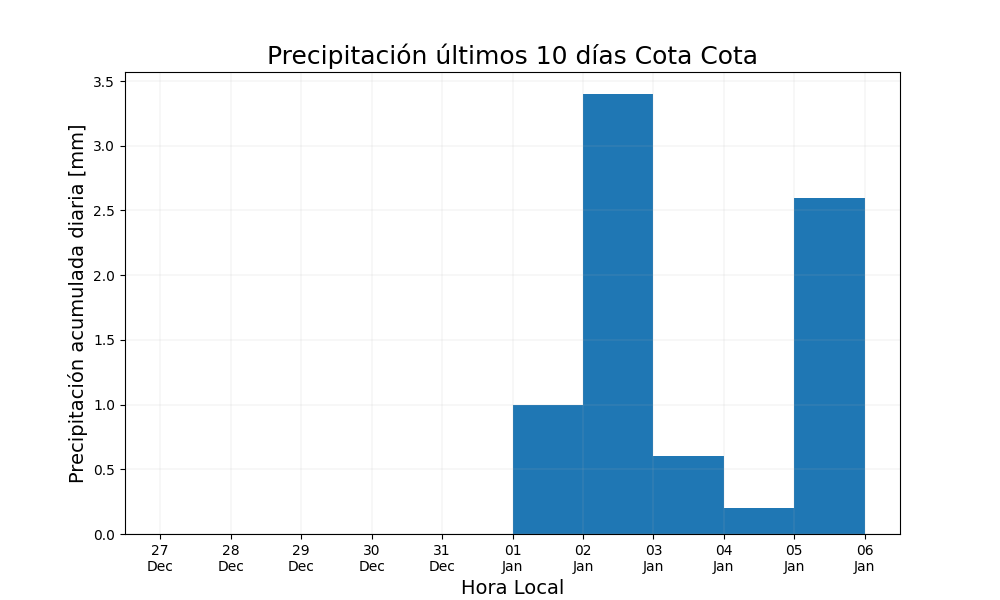 Precipitación últimos 10 días Cota Cota
Precipitación acumulada diaria [mm]
3.5
3.0
2.5
2.0
1.5
1.0
0.5
0.0
27 28 29 30 31 01 02 03 04 05 06
Dec Dec Dec Dec Dec Jan Jan Jan Jan Jan Jan
Hora Local